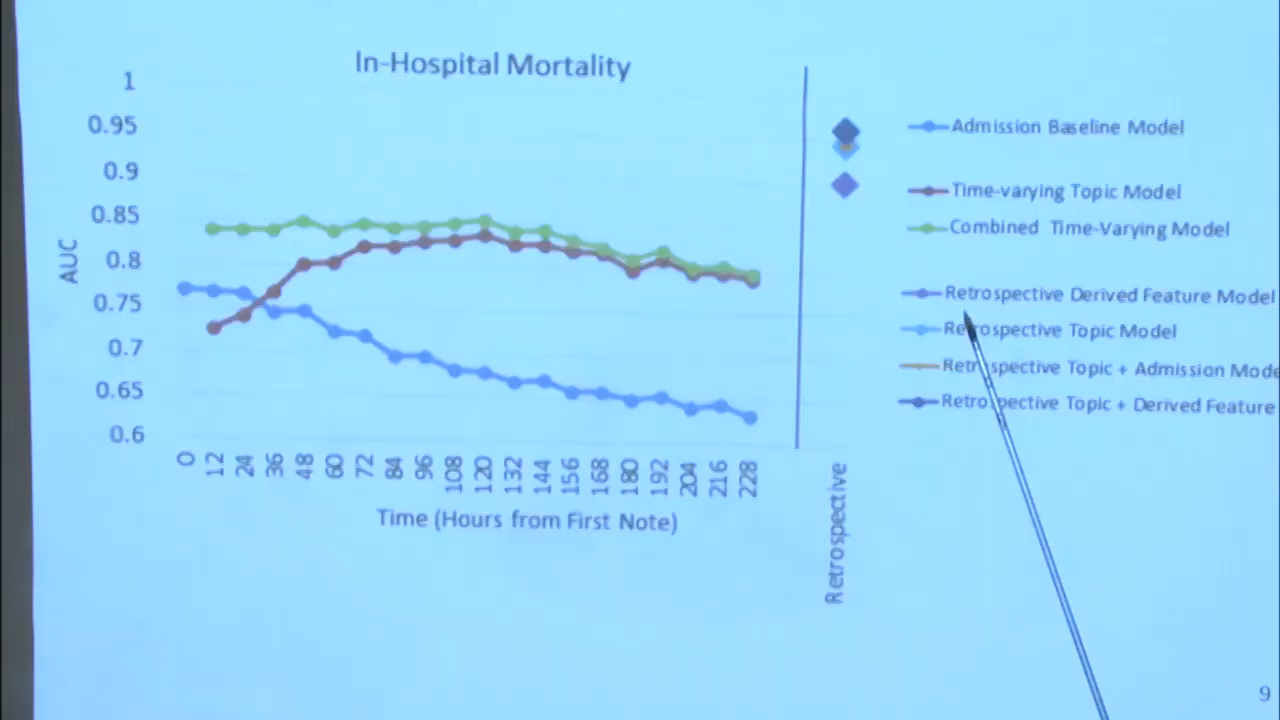 In-Hospital Mortality
1
0.95
0.9
0.85
0.8
0.75
0.7
0.65
0.6
AUC
0 12 24 36 48 60 72 84 96 108 120 132 144 156 168 180 192 204 216 228
Time (Hours from First Note)
Retrospective
Admission Baseline Model
Time-varying Topic Model
Combined Time-Varying Model
Retrospective Derived Feature Model
Retrospective Topic Model
Retrospective Topic + Admission Mode
Retrospective Topic + Derived Feature
9